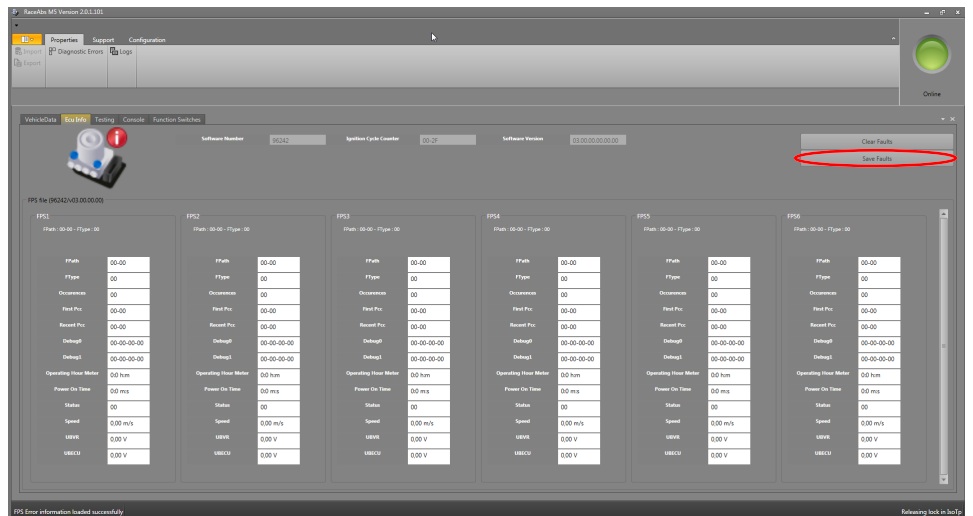 RaceAbs M5 Version 2.0.1.101
Properties Support Configuration
Import Diagnostic Errors Logs
Export
Online
VehicleData Ecu Info Testing Console Function Switches
Software Number 96242 Ignition Cycle Counter 00-2F Software Version 03.00.00.00.00.00
Clear Faults
Save Faults
FPS file (96242/v03.00.00.00)
FPS1 FPS2 FPS3 FPS4 FPS5 FPS6
FPath : 00-00 - FType : 00 FPath : 00-00 - FType : 00 FPath : 00-00 - FType : 00 FPath : 00-00 - FType : 00 FPath : 00-00 - FType : 00 FPath : 00-00 - FType : 00
FPath 00-00 FPath 00-00 FPath 00-00 FPath 00-00 FPath 00-00 FPath 00-00
FType 00 FType 00 FType 00 FType 00 FType 00 FType 00
Occurences 00 Occurences 00 Occurences 00 Occurences 00 Occurences 00 Occurences 00
First Pcc 00-00 First Pcc 00-00 First Pcc 00-00 First Pcc 00-00 First Pcc 00-00 First Pcc 00-00
Recent Pcc 00-00 Recent Pcc 00-00 Recent Pcc 00-00 Recent Pcc 00-00 Recent Pcc 00-00 Recent Pcc 00-00
Debug0 00-00-00-00 Debug0 00-00-00-00 Debug0 00-00-00-00 Debug0 00-00-00-00 Debug0 00-00-00-00 Debug0 00-00-00-00
Debug1 00-00-00-00 Debug1 00-00-00-00 Debug1 00-00-00-00 Debug1 00-00-00-00 Debug1 00-00-00-00 Debug1 00-00-00-00
Operating Hour Meter 0:0 h:m Operating Hour Meter 0:0 h:m Operating Hour Meter 0:0 h:m Operating Hour Meter 0:0 h:m Operating Hour Meter 0:0 h:m Operating Hour Meter 0:0 h:m
Power On Time 0:0 m:s Power On Time 0:0 m:s Power On Time 0:0 m:s Power On Time 0:0 m:s Power On Time 0:0 m:s Power On Time 0:0 m:s
Status 00 Status 00 Status 00 Status 00 Status 00 Status 00
Speed 0,00 m/s Speed 0,00 m/s Speed 0,00 m/s Speed 0,00 m/s Speed 0,00 m/s Speed 0,00 m/s
UBVR 0,00 V UBVR 0,00 V UBVR 0,00 V UBVR 0,00 V UBVR 0,00 V UBVR 0,00 V
UBECU 0,00 V UBECU 0,00 V UBECU 0,00 V UBECU 0,00 V UBECU 0,00 V UBECU 0,00 V
FPS Error information loaded successfully Releasing lock in IsoTp